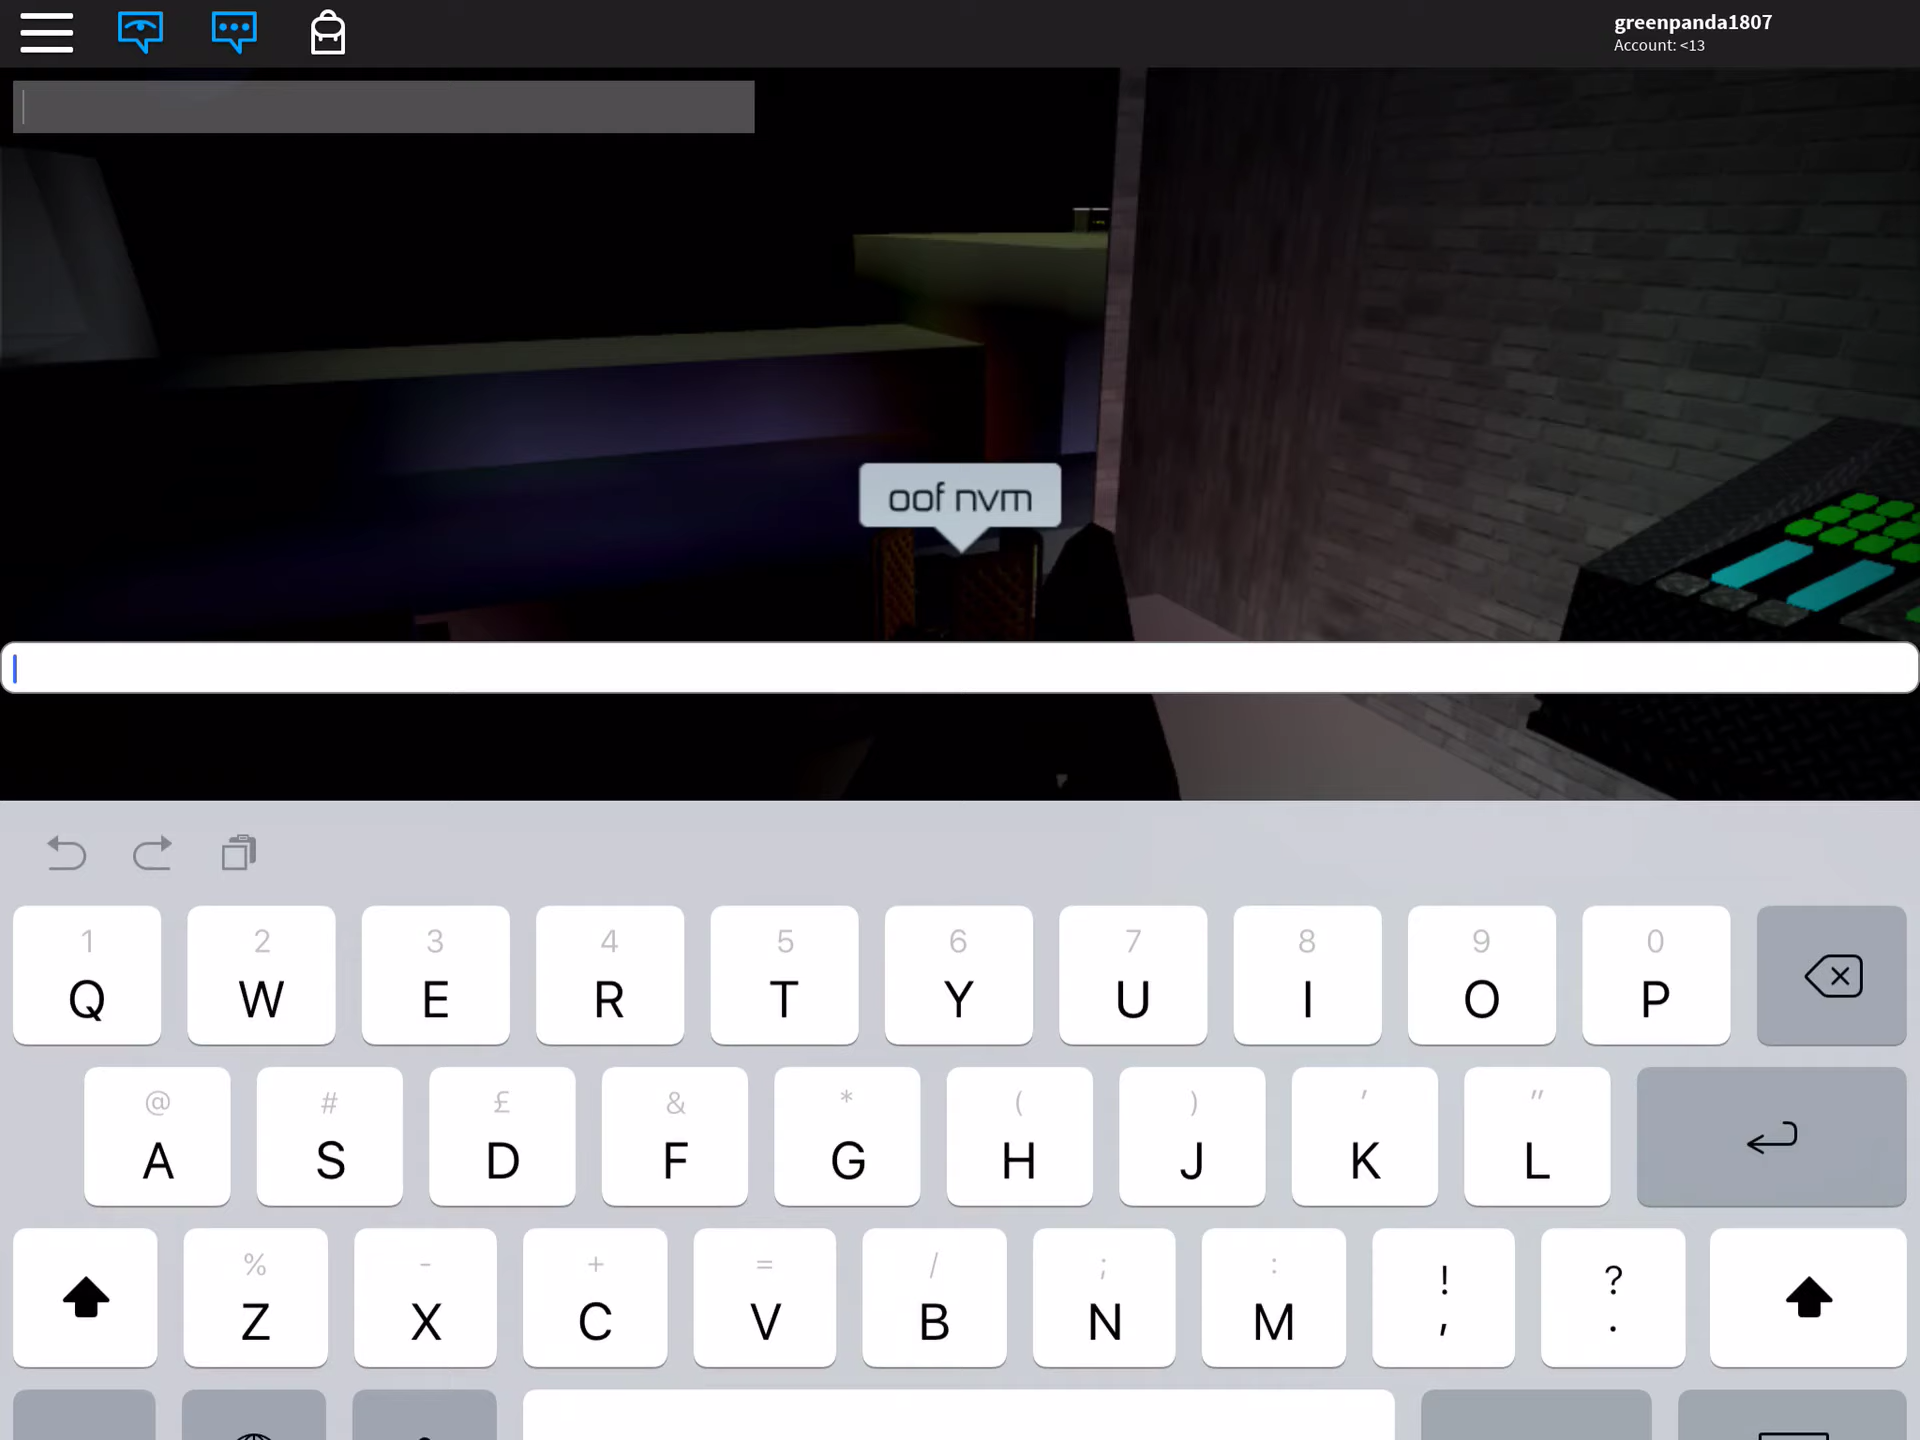 greenpanda1807
Account: <13
oof nvm
1 2 3 4 5 6 7 8 9 0
Q W E R T Y U I O P
@ # £ & * ( ) ' "
A S D F G H J K L
% - + = / ; : ! ?
Z X C V B N M , .